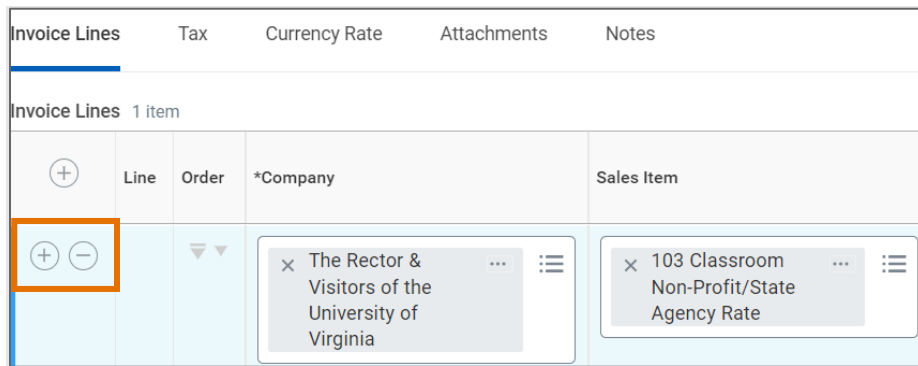 Invoice Lines Tax Currency Rate Attachments Notes
Invoice Lines 1 item
Line Order *Company Sales Item
The Rector &
Visitors of the
University of
Virginia
103 Classroom
Non-Profit/State
Agency Rate